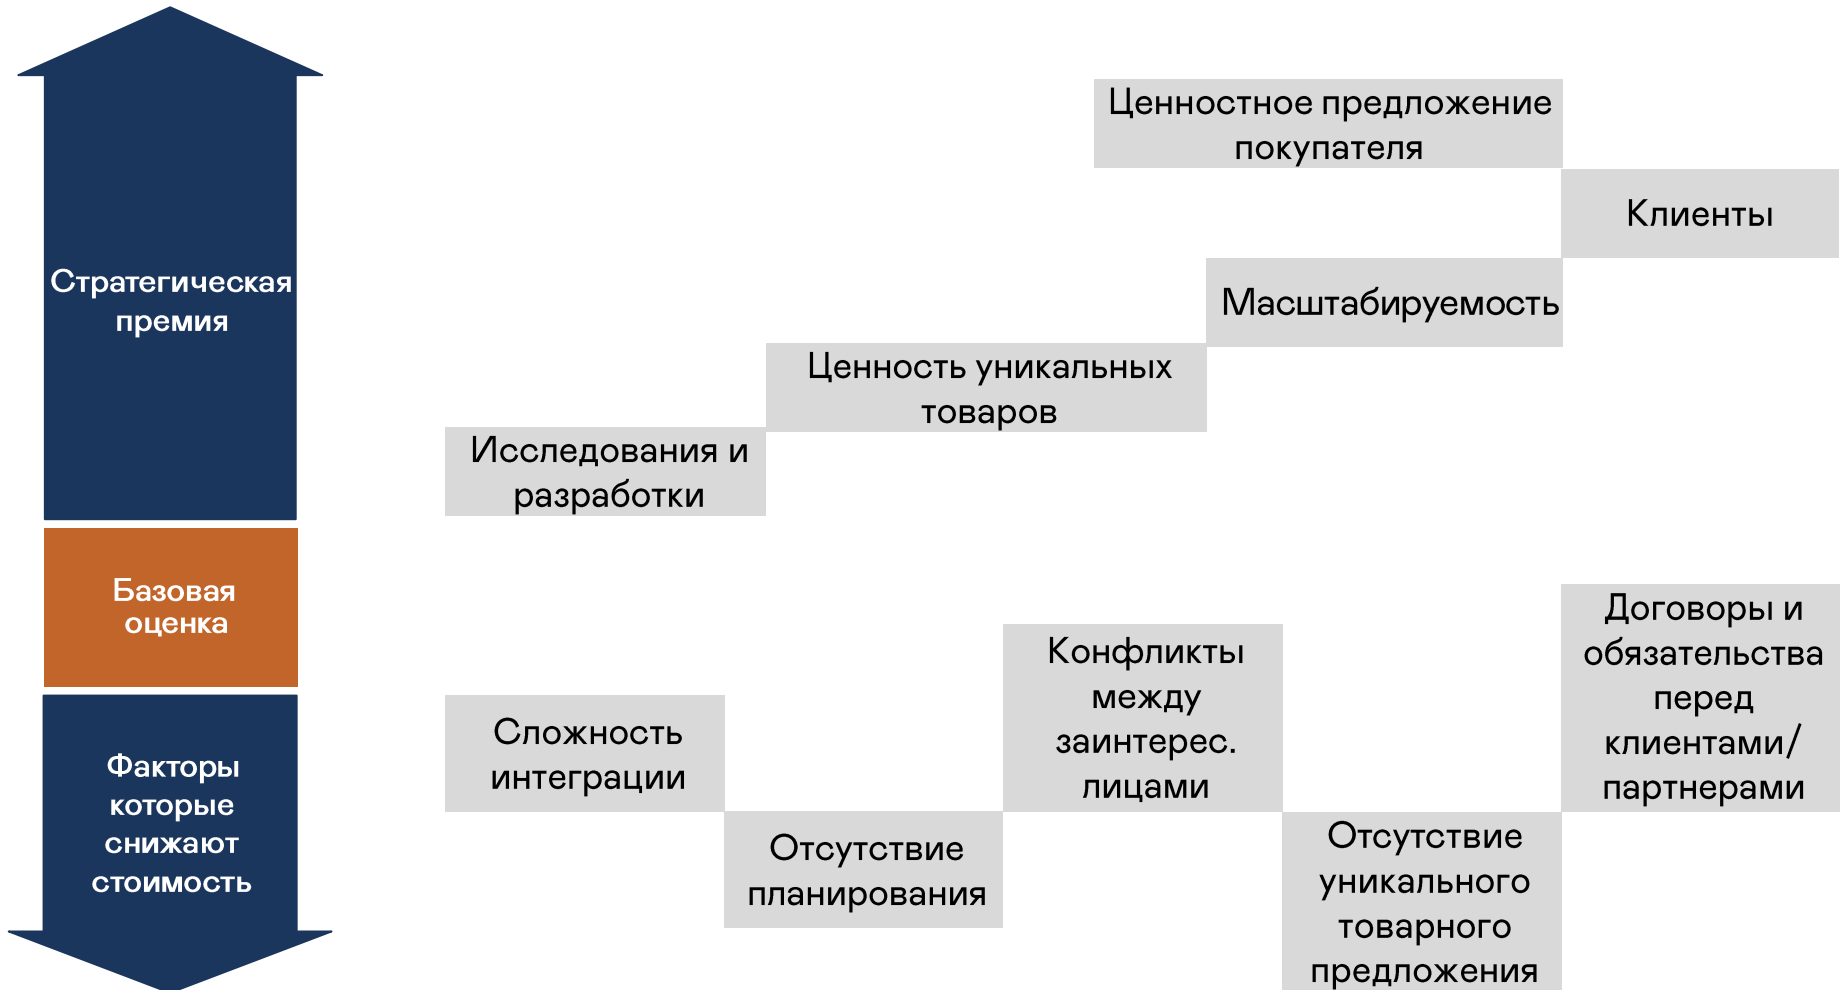 Ценностное предложение
покупателя
Клиенты
Стратегическая
премия
Масштабируемость
Ценность уникальных
товаров
Исследования и
разработки
Базовая
оценка
Факторы
которые
снижают
стоимость
Сложность
интеграции
Отсутствие
планирования
Конфликты
между
заинтерес.
лицами
Отсутствие
уникального
товарного
предложения
Договоры и
обязательства
перед
клиентами/
партнерами